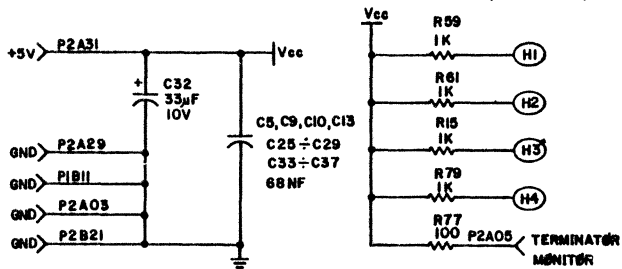 +5V P2A31 Vcc
+ C32
33µF
10V
C5, C9, C10, C13
C25÷C29
C33÷C37
68NF
GND P2A29
GND P1B11
GND P2A03
GND P2B21
Vcc
R59
1K
H1
R61
1K
H2
R15
1K
H3
R79
1K
H4
R77
100 P2A05 TERMINATØR
MØNITØR